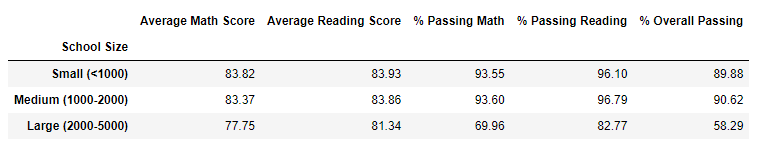 Average Math Score Average Reading Score % Passing Math % Passing Reading % Overall Passing
School Size
Small (<1000) 83.82 83.93 93.55 96.10 89.88
Medium (1000-2000) 83.37 83.86 93.60 96.79 90.62
Large (2000-5000) 77.75 81.34 69.96 82.77 58.29